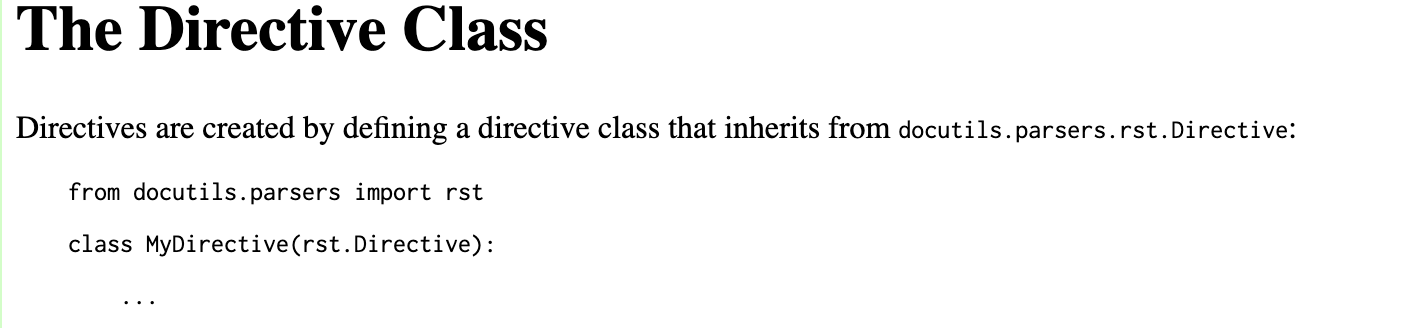 The Directive Class
Directives are created by defining a directive class that inherits from docutils.parsers.rst.Directive:
from docutils.parsers import rst
class MyDirective(rst.Directive):
...